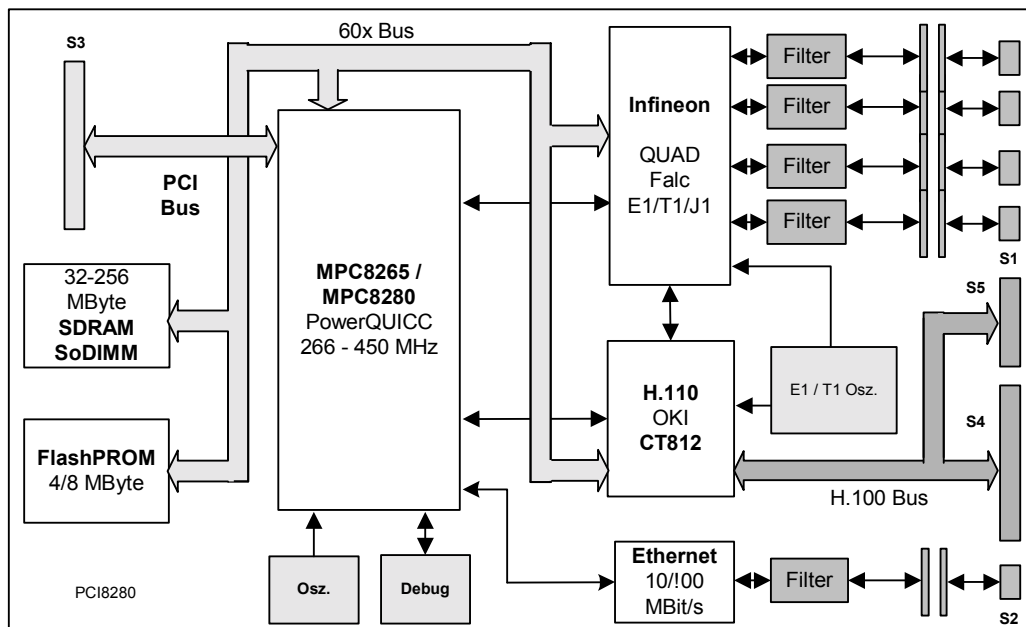 S3
60x Bus
PCI
Bus
32-256
MByte
SDRAM
SoDIMM
FlashPROM
4/8 MByte
PCI8280
MPC8265 /
MPC8280
PowerQUICC
266 - 450 MHz
Osz.
Debug
Infineon
QUAD
Falc
E1/T1/J1
Filter
Filter
Filter
Filter
S1
H.110
OKI
CT812
E1 / T1 Osz.
S5
S4
H.100 Bus
Ethernet
10/!00
MBit/s
Filter
S2